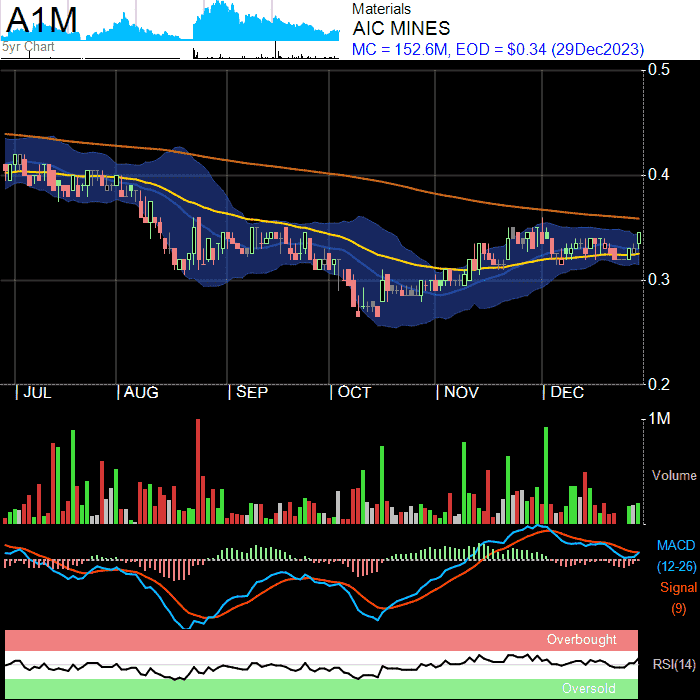 A1M
5yr Chart
Materials
AIC MINES
MC = 152.6M, EOD = $0.34 (29Dec2023)
0.5
0.4
0.3
0.2
JUL AUG SEP OCT NOV DEC
1M
Volume
MACD
(12-26)
Signal
(9)
Overbought
RSI(14)
Oversold